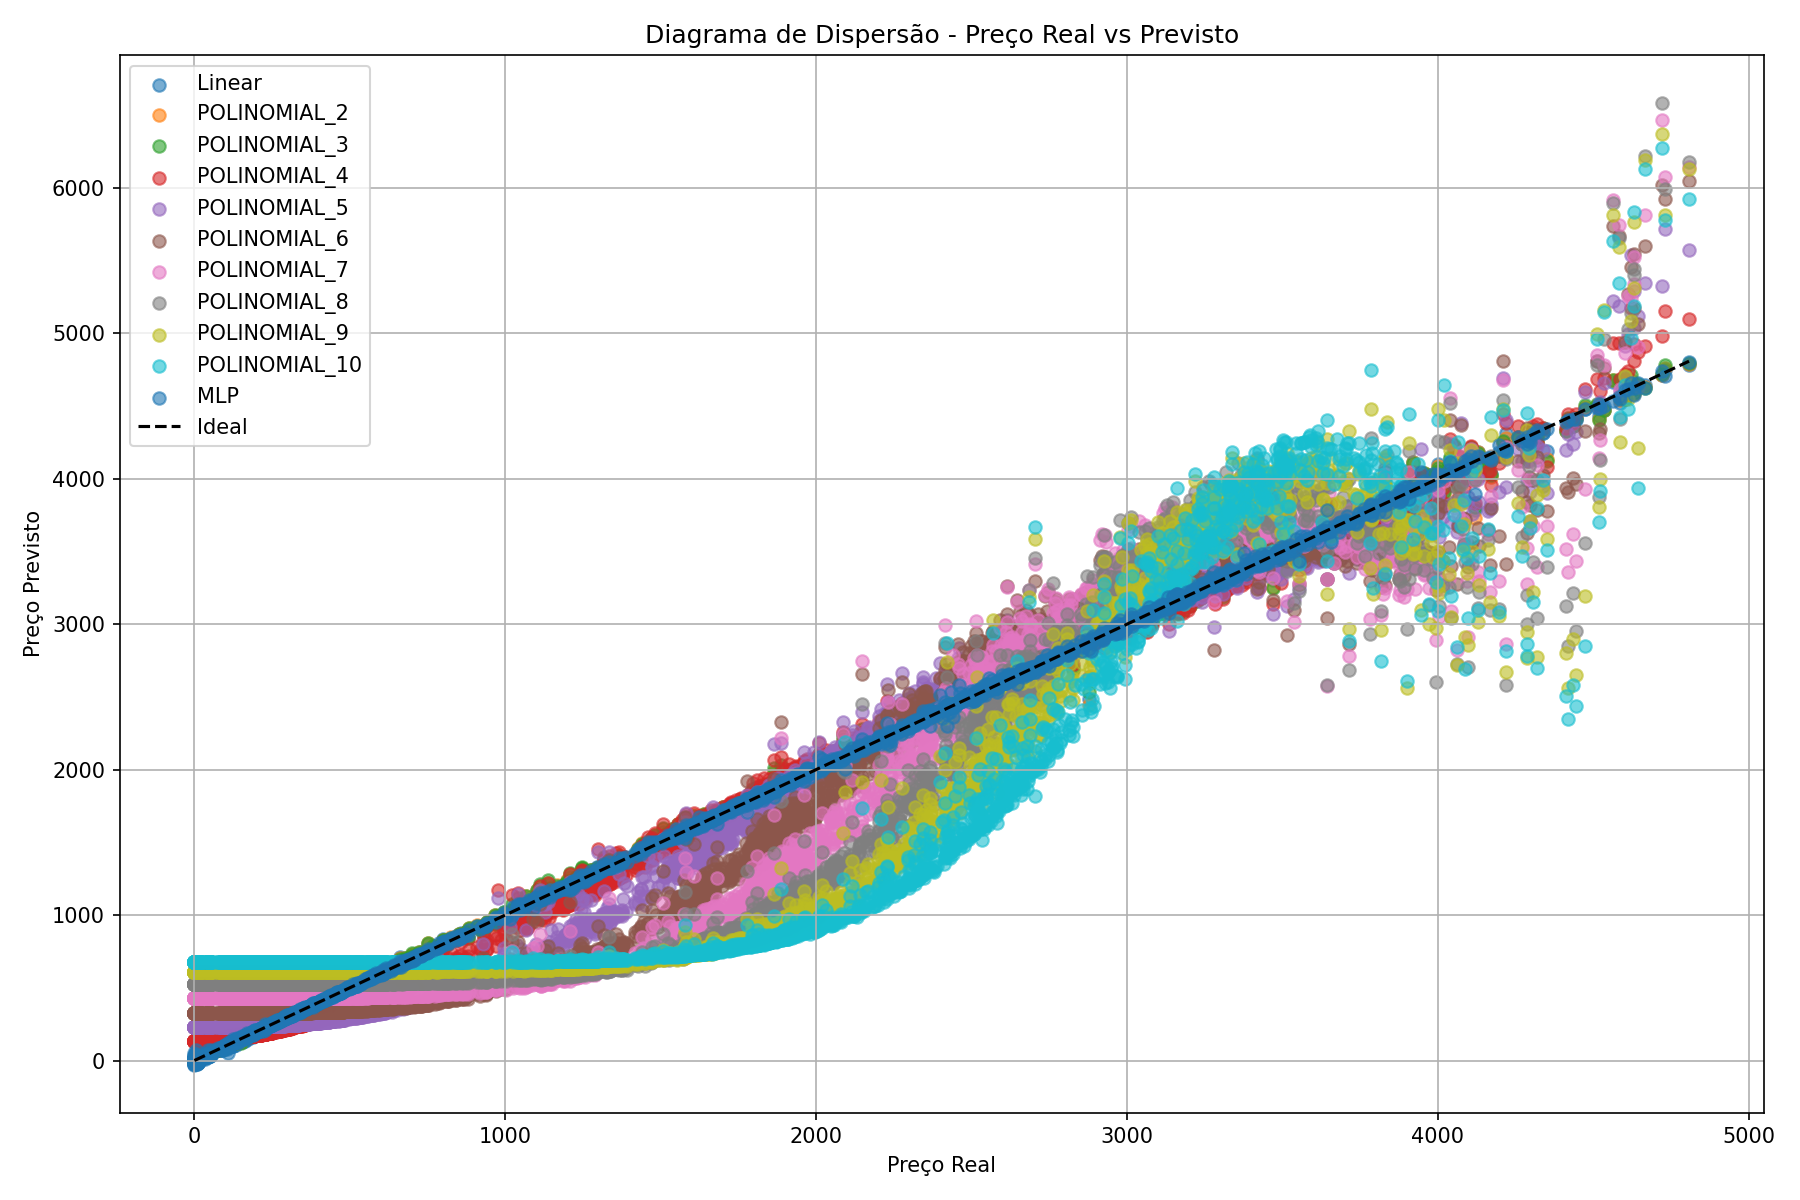 Diagrama de Dispersão - Preço Real vs Previsto
Linear
POLINOMIAL_2
POLINOMIAL_3
POLINOMIAL_4
POLINOMIAL_5
POLINOMIAL_6
POLINOMIAL_7
POLINOMIAL_8
POLINOMIAL_9
POLINOMIAL_10
MLP
Ideal
Preço Previsto
6000
5000
4000
3000
2000
1000
0
0 1000 2000 3000 4000 5000
Preço Real